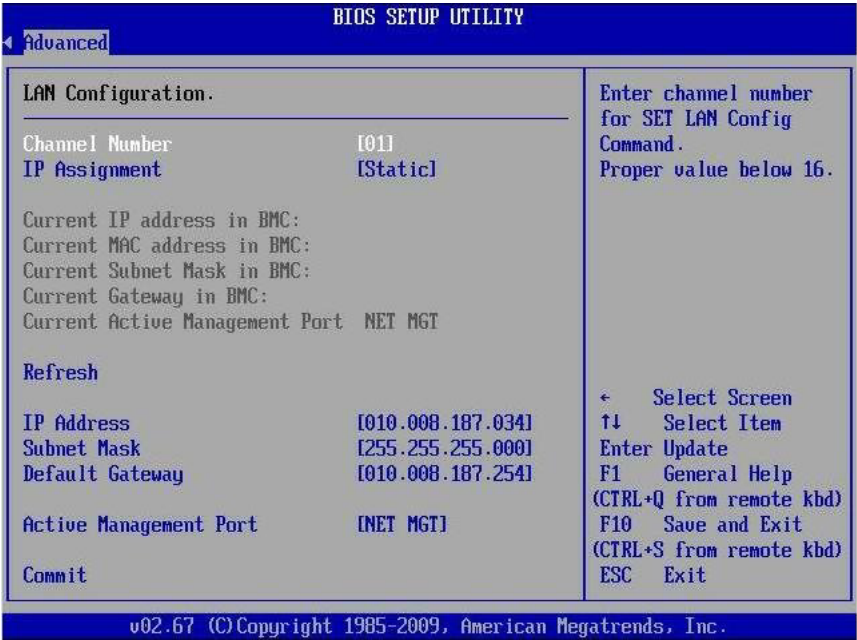 BIOS SETUP UTILITY
Advanced
LAN Configuration.
Channel Number [01]
IP Assignment [Static]
Current IP address in BMC:
Current MAC address in BMC:
Current Subnet Mask in BMC:
Current Gateway in BMC:
Current Active Management Port NET MGT
Refresh
IP Address [010.008.187.034]
Subnet Mask [255.255.255.000]
Default Gateway [010.008.187.254]
Active Management Port [NET MGT]
Commit
Enter channel number
for SET LAN Config
Command.
Proper value below 16.
← Select Screen
↑↓ Select Item
Enter Update
F1 General Help
(CTRL+Q from remote kbd)
F10 Save and Exit
(CTRL+S from remote kbd)
ESC Exit
v02.67 (C)Copyright 1985-2009, American Megatrends, Inc.